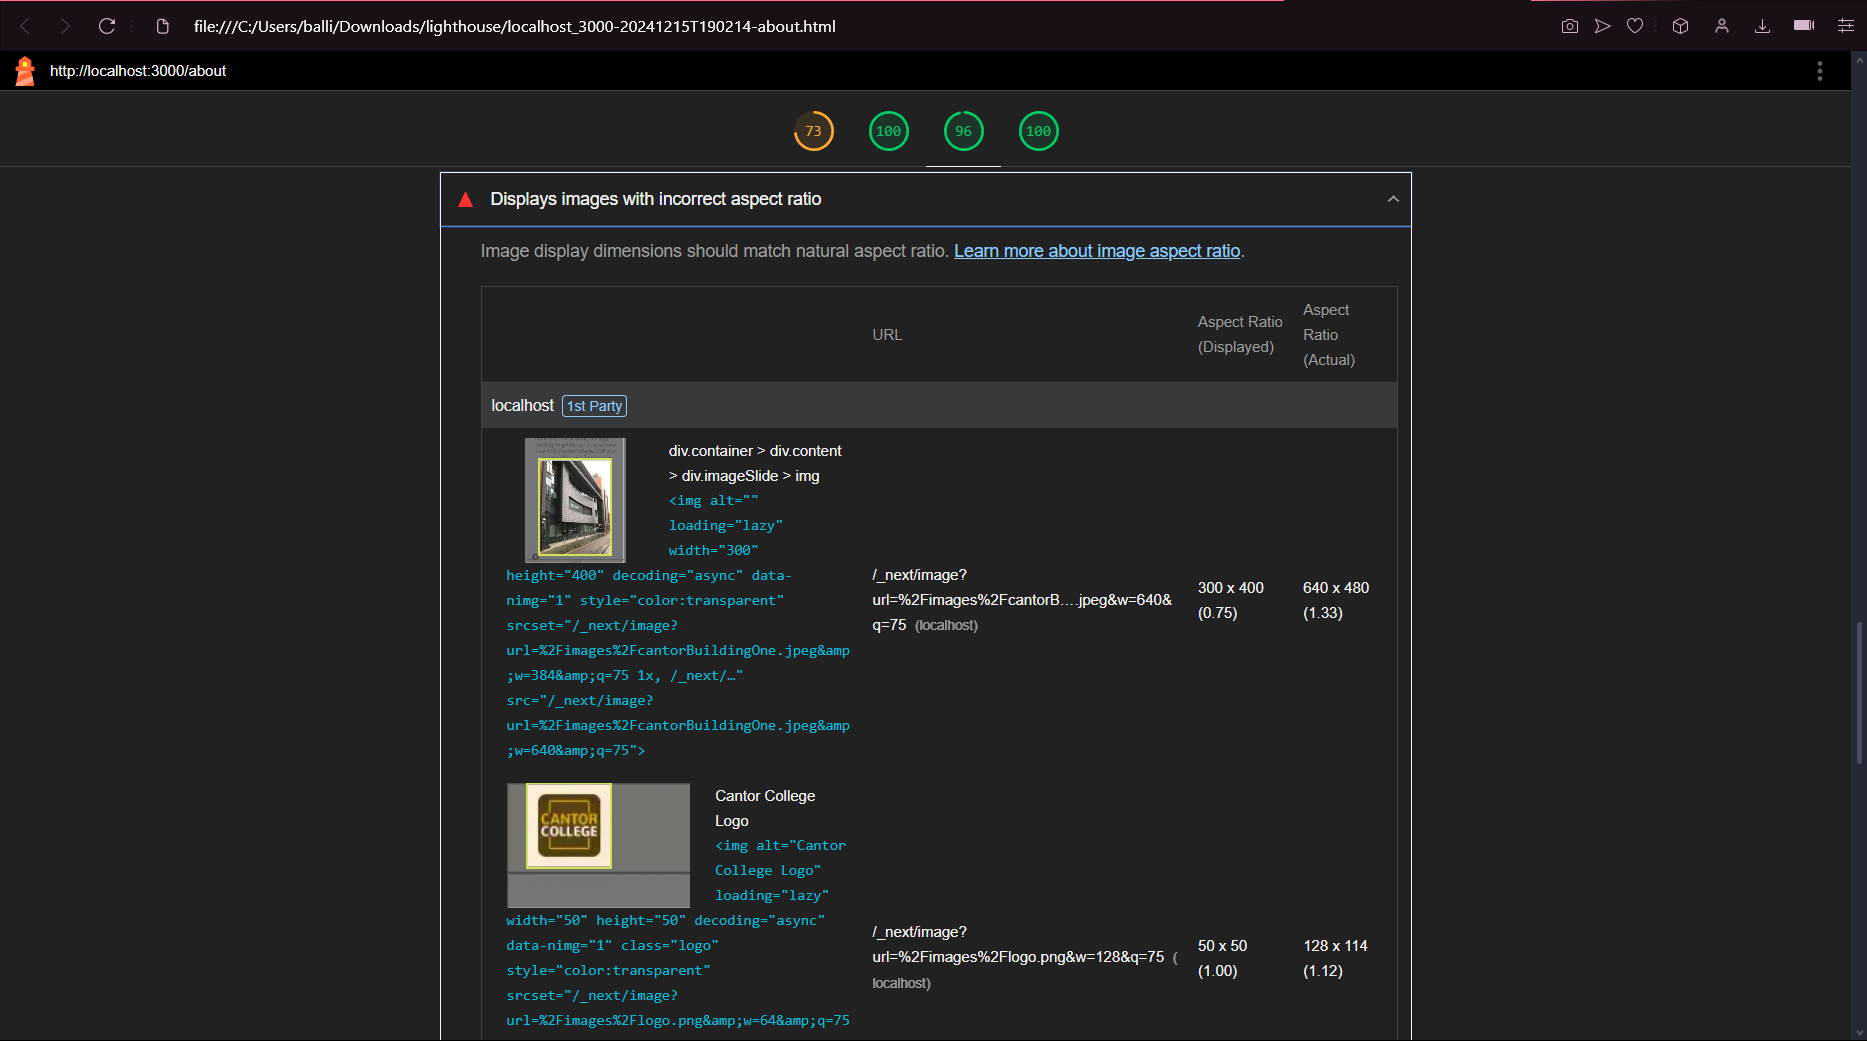 file:///C:/Users/balli/Downloads/lighthouse/localhost_3000-20241215T190214-about.html
http://localhost:3000/about
73
100
96
100
Displays images with incorrect aspect ratio
Image display dimensions should match natural aspect ratio. Learn more about image aspect ratio.
URL
Aspect Ratio
(Displayed)
Aspect
Ratio
(Actual)
localhost 1st Party
div.container > div.content
> div.imageSlide > img
<img alt=""
loading="lazy"
width="300"
height="400" decoding="async" data-
nimg="1" style="color:transparent"
srcset="/_next/image?
url=%2Fimages%2FcantorBuildingOne.jpeg&amp
;w=384&amp;q=75 1x, /_next/…"
src="/_next/image?
url=%2Fimages%2FcantorBuildingOne.jpeg&amp
;w=640&amp;q=75">
/_next/image?
url=%2Fimages%2FcantorB….jpeg&w=640&
q=75 (localhost)
300 x 400
(0.75)
640 x 480
(1.33)
CANTOR
COLLEGE
Cantor College
Logo
<img alt="Cantor
College Logo"
loading="lazy"
width="50" height="50" decoding="async"
data-nimg="1" class="logo"
style="color:transparent"
srcset="/_next/image?
url=%2Fimages%2Flogo.png&amp;w=64&amp;q=75
/_next/image?
url=%2Fimages%2Flogo.png&w=128&q=75 (
localhost)
50 x 50
(1.00)
128 x 114
(1.12)